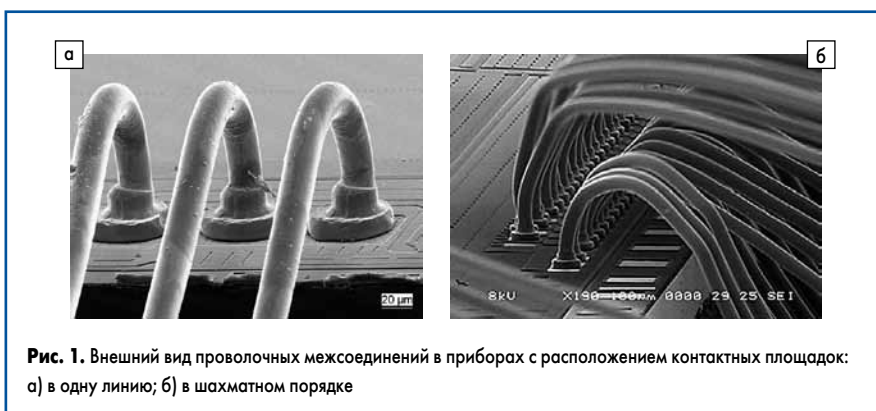 а
б
20 µm
8kU X190 100µm 0000 29 25 SEI
Рис. 1. Внешний вид проволочных межсоединений в приборах с расположением контактных площадок:
а) в одну линию; б) в шахматном порядке